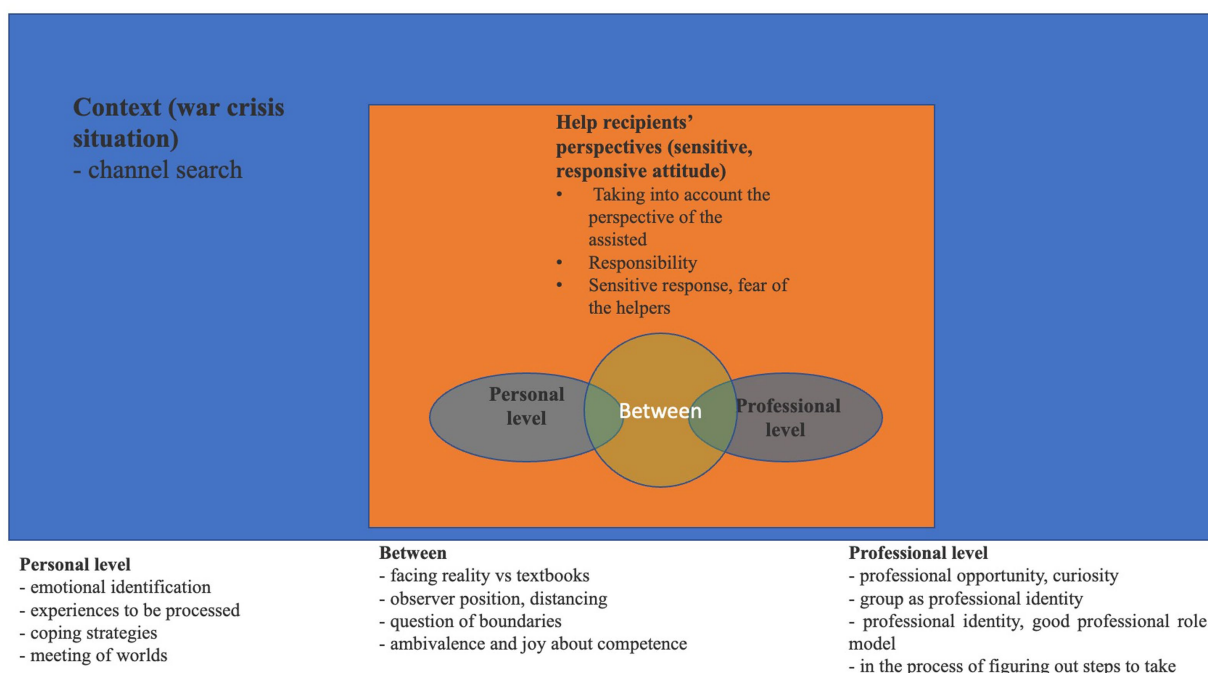 Context (war crisis
situation)
- channel search
Help recipients'
perspectives (sensitive,
responsive attitude)
• Taking into account the
perspective of the
assisted
• Responsibility
• Sensitive response, fear of
the helpers
Personal
level
Between
Professional
level
Personal level
- emotional identification
- experiences to be processed
- coping strategies
- meeting of worlds
Between
- facing reality vs textbooks
- observer position, distancing
- question of boundaries
- ambivalence and joy about competence
Professional level
- professional opportunity, curiosity
- group as professional identity
- professional identity, good professional role
model
- in the process of figuring out steps to take